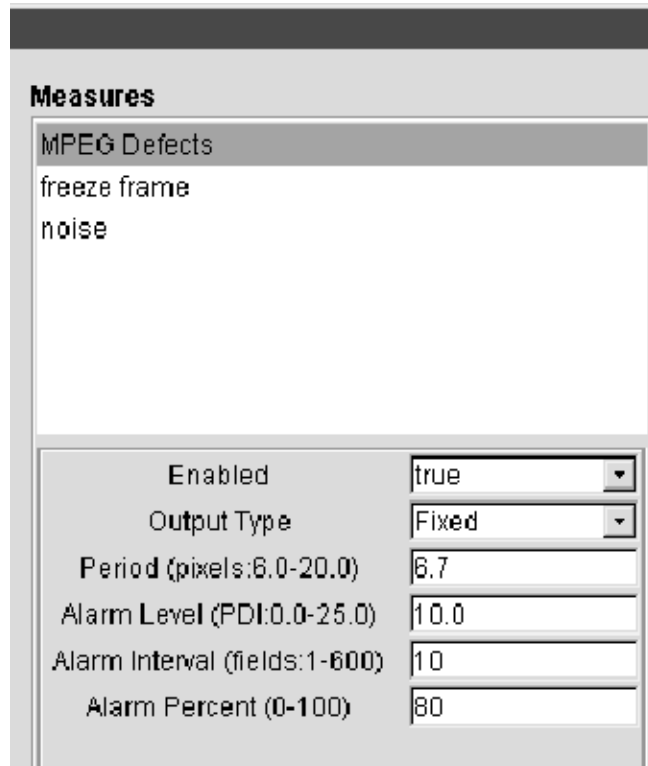 Measures
MPEG Defects
freeze frame
noise
Enabled true
Output Type Fixed
Period (pixels:6.0-20.0) 6.7
Alarm Level (PDI:0.0-25.0) 10.0
Alarm Interval (fields:1-600) 10
Alarm Percent (0-100) 80